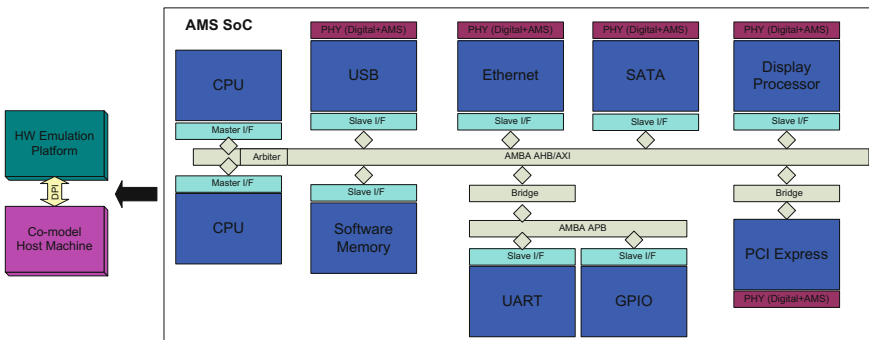 AMS SoC
PHY (Digital+AMS)
PHY (Digital+AMS)
PHY (Digital+AMS)
PHY (Digital+AMS)
CPU
USB
Ethernet
SATA
Display
Processor
Master I/F
Slave I/F
Slave I/F
Slave I/F
Slave I/F
HW Emulation
Platform
DPI
Co-model
Host Machine
Arbiter
AMBA AHB/AXI
Master I/F
Slave I/F
Bridge
Bridge
CPU
Software
Memory
AMBA APB
PCI Express
Slave I/F
Slave I/F
UART
GPIO
PHY (Digital+AMS)